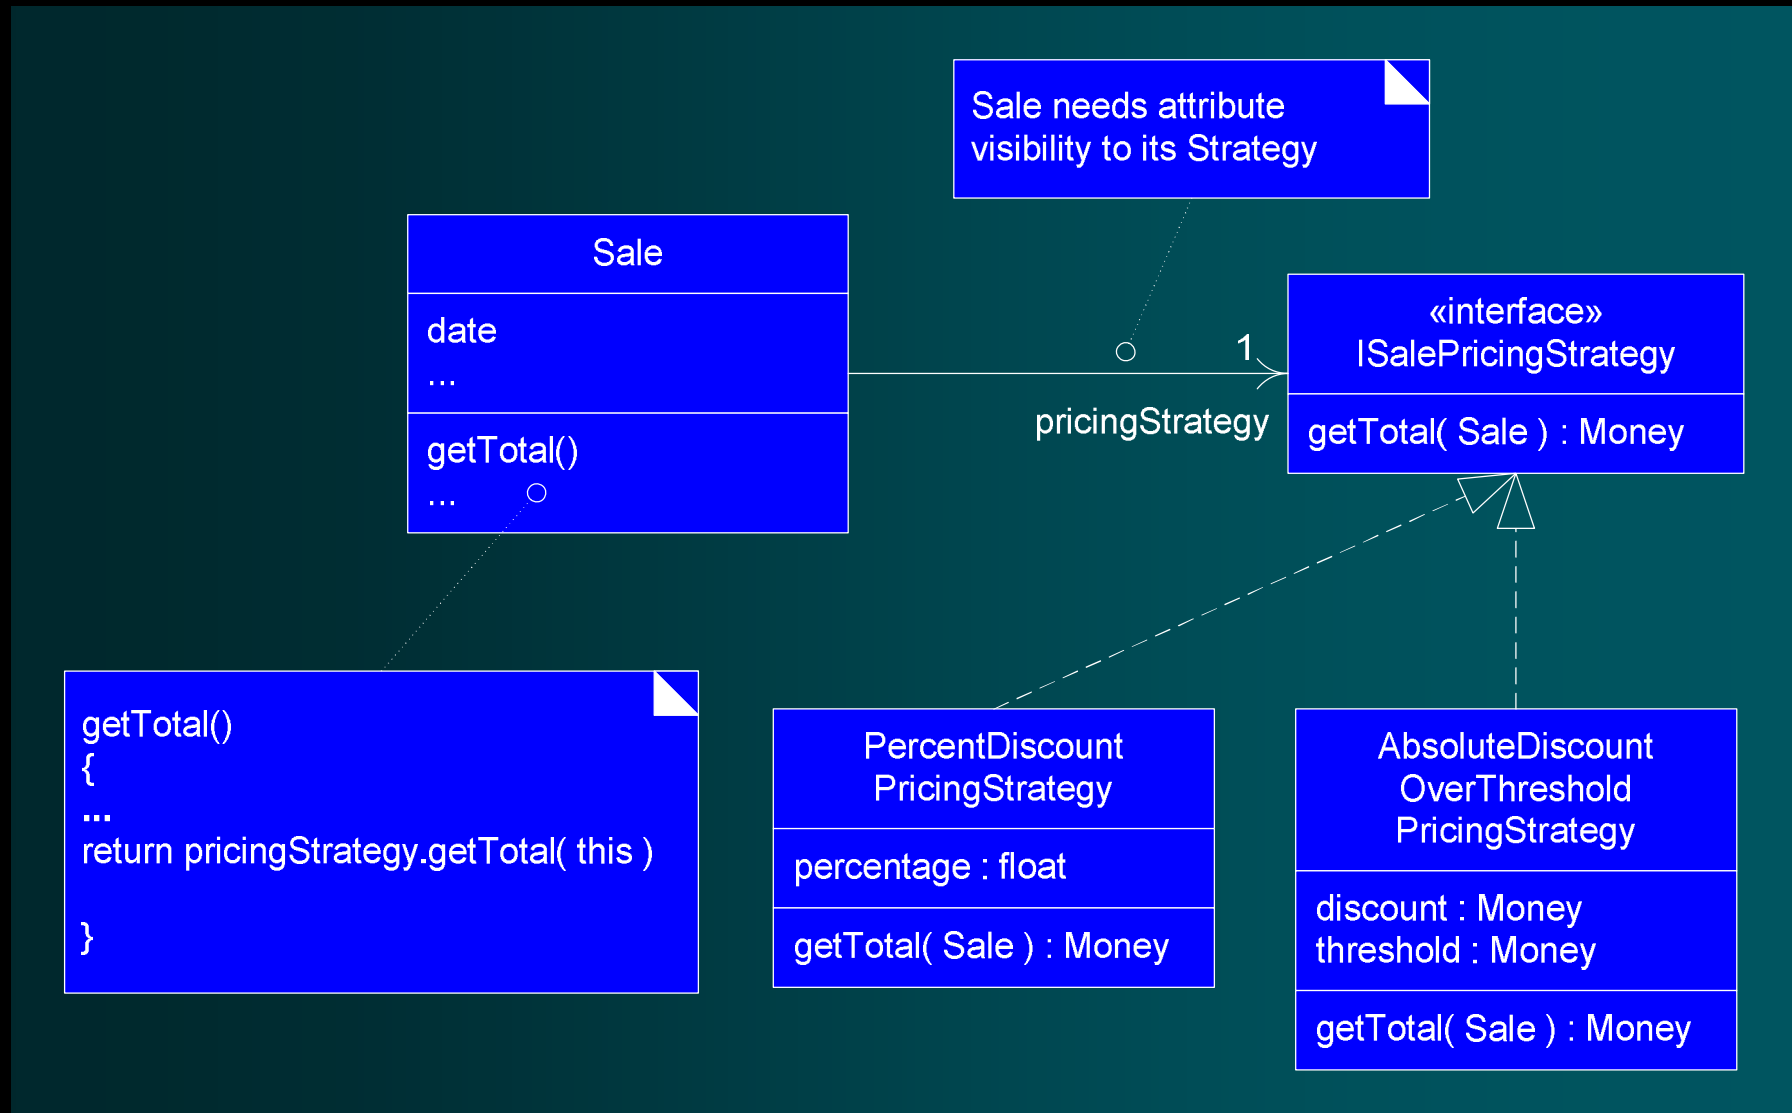 Sale needs attribute
visibility to its Strategy
Sale
date
...
getTotal()
...
1
pricingStrategy
«interface»
ISalePricingStrategy
getTotal( Sale ) : Money
getTotal()
{
...
return pricingStrategy.getTotal( this )
}
PercentDiscount
PricingStrategy
percentage : float
getTotal( Sale ) : Money
AbsoluteDiscount
OverThreshold
PricingStrategy
discount : Money
threshold : Money
getTotal( Sale ) : Money